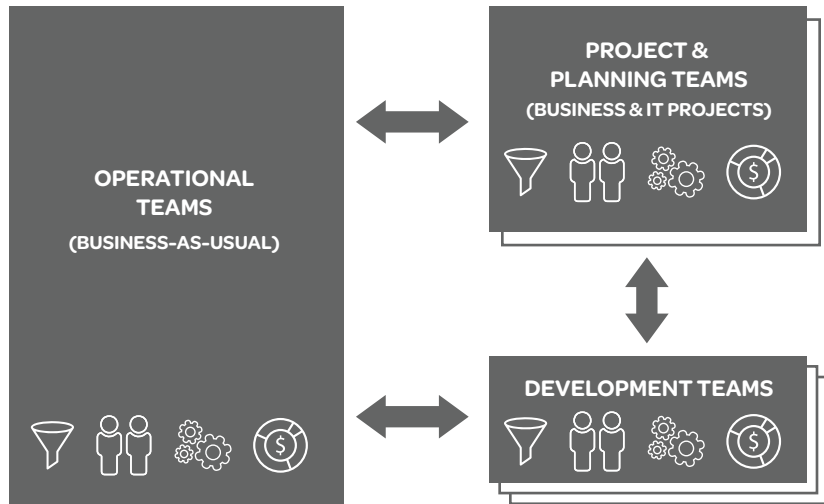 OPERATIONAL
TEAMS
(BUSINESS-AS-USUAL)
$
PROJECT &
PLANNING TEAMS
(BUSINESS & IT PROJECTS)
$
DEVELOPMENT TEAMS
$